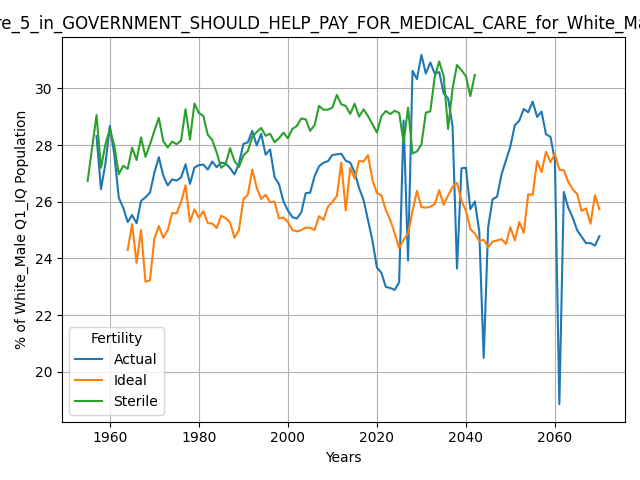 re_5_in_GOVERNMENT_SHOULD_HELP_PAY_FOR_MEDICAL_CARE_for_White_Ma
30
28
26
24
22
20
% of White_Male Q1_IQ Population
Fertility
Actual
Ideal
Sterile
1960 1980 2000 2020 2040 2060
Years